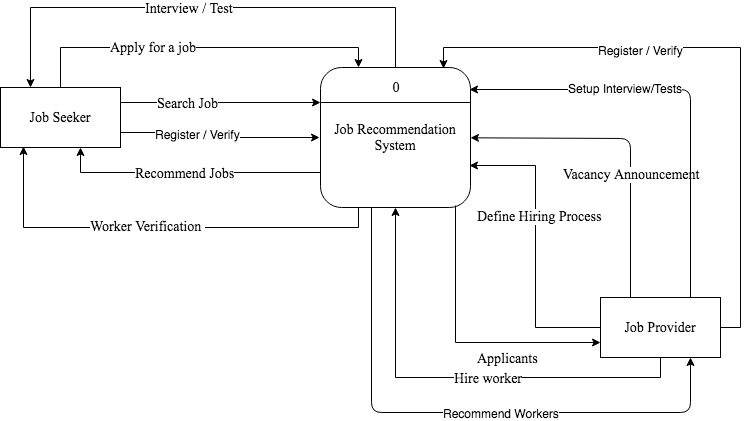 Interview / Test
Apply for a job
Register / Verify
0
Setup Interview/Tests
Search Job
Job Seeker
Job Recommendation
System
Register / Verify
Recommend Jobs
Vacancy Announcement
Define Hiring Process
Worker Verification
Job Provider
Applicants
Hire worker
Recommend Workers